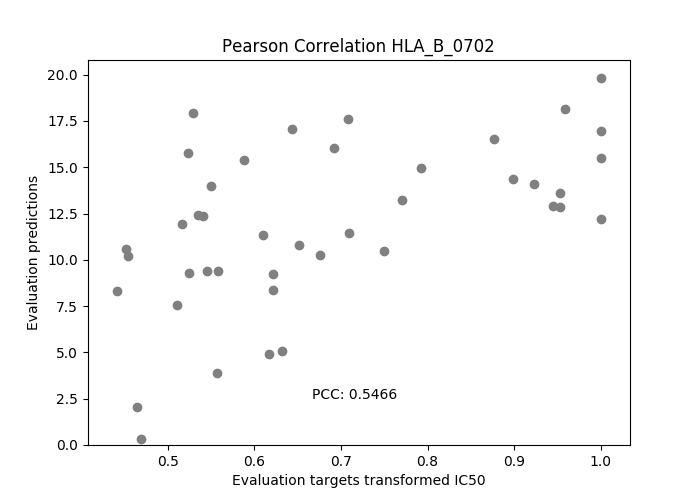 Pearson Correlation HLA_B_0702
20.0
17.5
15.0
12.5
10.0
7.5
5.0
2.5
0.0
Evaluation predictions
PCC: 0.5466
0.5 0.6 0.7 0.8 0.9 1.0
Evaluation targets transformed IC50